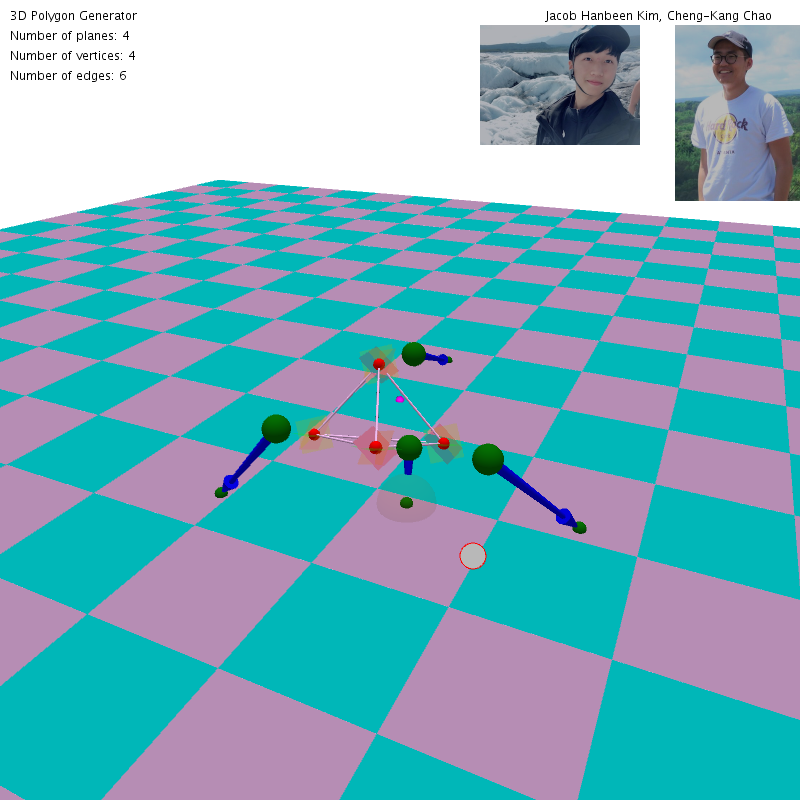 3D Polygon Generator
Jacob Hanbeen Kim, Cheng-Kang Chao
Number of planes: 4
Number of vertices: 4
Number of edges: 6